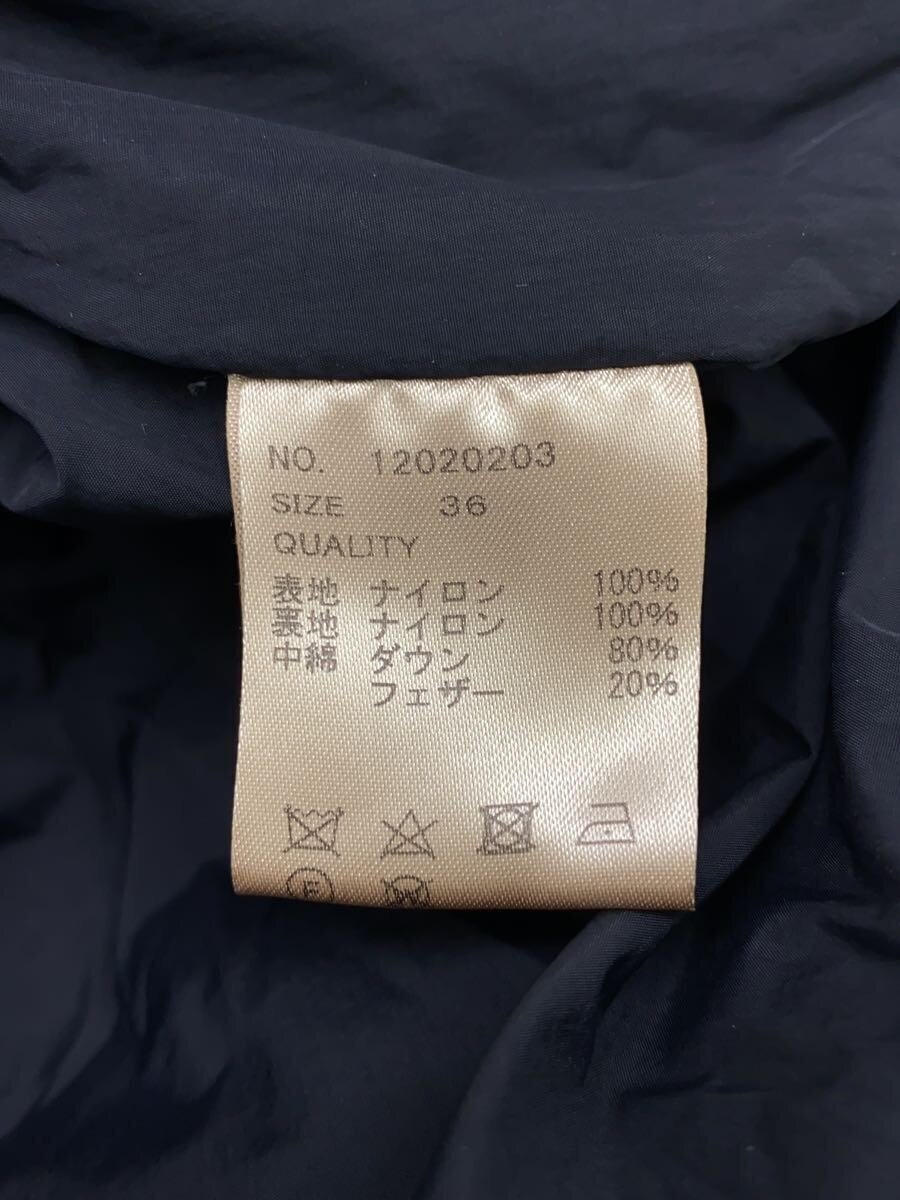 NO. 12020203
SIZE 36
QUALITY
表地 ナイロン 100%
裏地 ナイロン 100%
中綿 ダウン 80%
フェザー 20%
F W